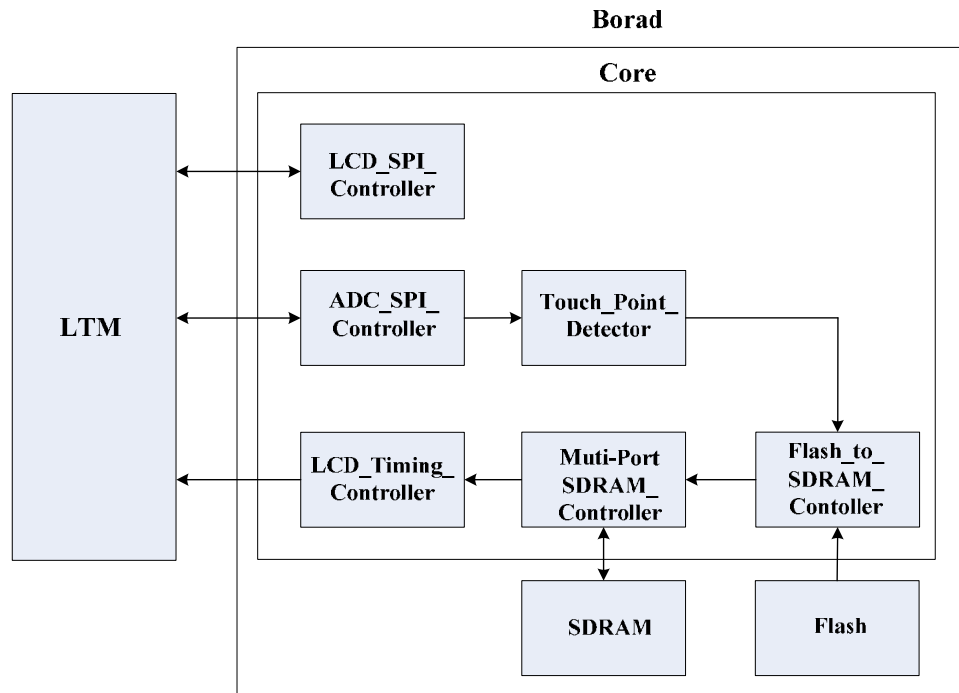 Borad
Core
LTM
LCD_SPI_
Controller
ADC_SPI_
Controller
Touch_Point_
Detector
LCD_Timing_
Controller
Muti-Port
SDRAM_
Controller
Flash_to_
SDRAM_
Contoller
SDRAM
Flash